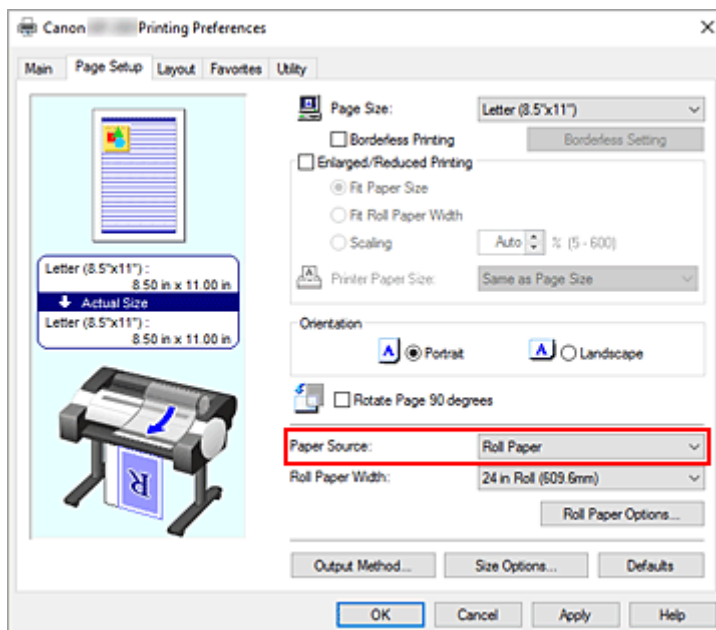 Canon Printing Preferences
Main Page Setup Layout Favorites Utility
Page Size: Letter (8.5"x11")
Borderless Printing Borderless Setting
Enlarged/Reduced Printing
Fit Paper Size
Fit Roll Paper Width
Scaling Auto % (5 - 600)
Printer Paper Size: Same as Page Size
Letter (8.5"x11") :
8.50 in x 11.00 in
Actual Size
Letter (8.5"x11") :
8.50 in x 11.00 in
Orientation
A Portrait A Landscape
Rotate Page 90 degrees
Paper Source: Roll Paper
Roll Paper Width: 24 in Roll (609.6mm)
Roll Paper Options...
R
Output Method... Size Options... Defaults
OK Cancel Apply Help